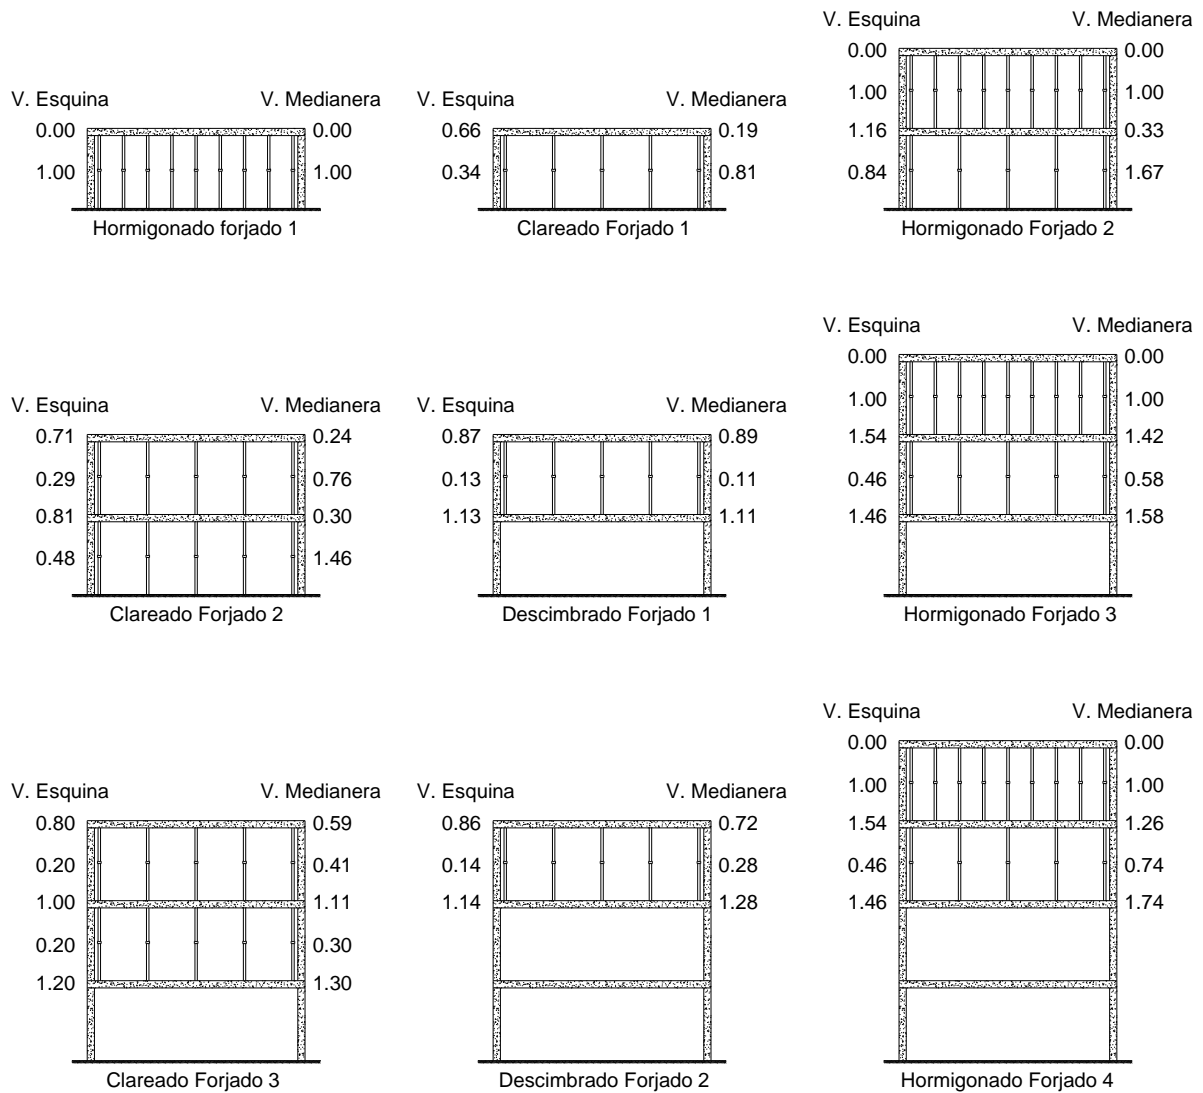 V. Esquina V. Medianera
0.00 0.00
1.00 1.00
Hormigonado forjado 1
V. Esquina V. Medianera
0.66 0.19
0.34 0.81
Clareado Forjado 1
V. Esquina V. Medianera
0.00 0.00
1.00 1.00
1.16 0.33
0.84 1.67
Hormigonado Forjado 2
V. Esquina V. Medianera
0.71 0.24
0.29 0.76
0.81 0.30
0.48 1.46
Clareado Forjado 2
V. Esquina V. Medianera
0.87 0.89
0.13 0.11
1.13 1.11
Descimbrado Forjado 1
V. Esquina V. Medianera
0.00 0.00
1.00 1.00
1.54 1.42
0.46 0.58
1.46 1.58
Hormigonado Forjado 3
V. Esquina V. Medianera
0.80 0.59
0.20 0.41
1.00 1.11
0.20 0.30
1.20 1.30
Clareado Forjado 3
V. Esquina V. Medianera
0.86 0.72
0.14 0.28
1.14 1.28
Descimbrado Forjado 2
V. Esquina V. Medianera
0.00 0.00
1.00 1.00
1.54 1.26
0.46 0.74
1.46 1.74
Hormigonado Forjado 4